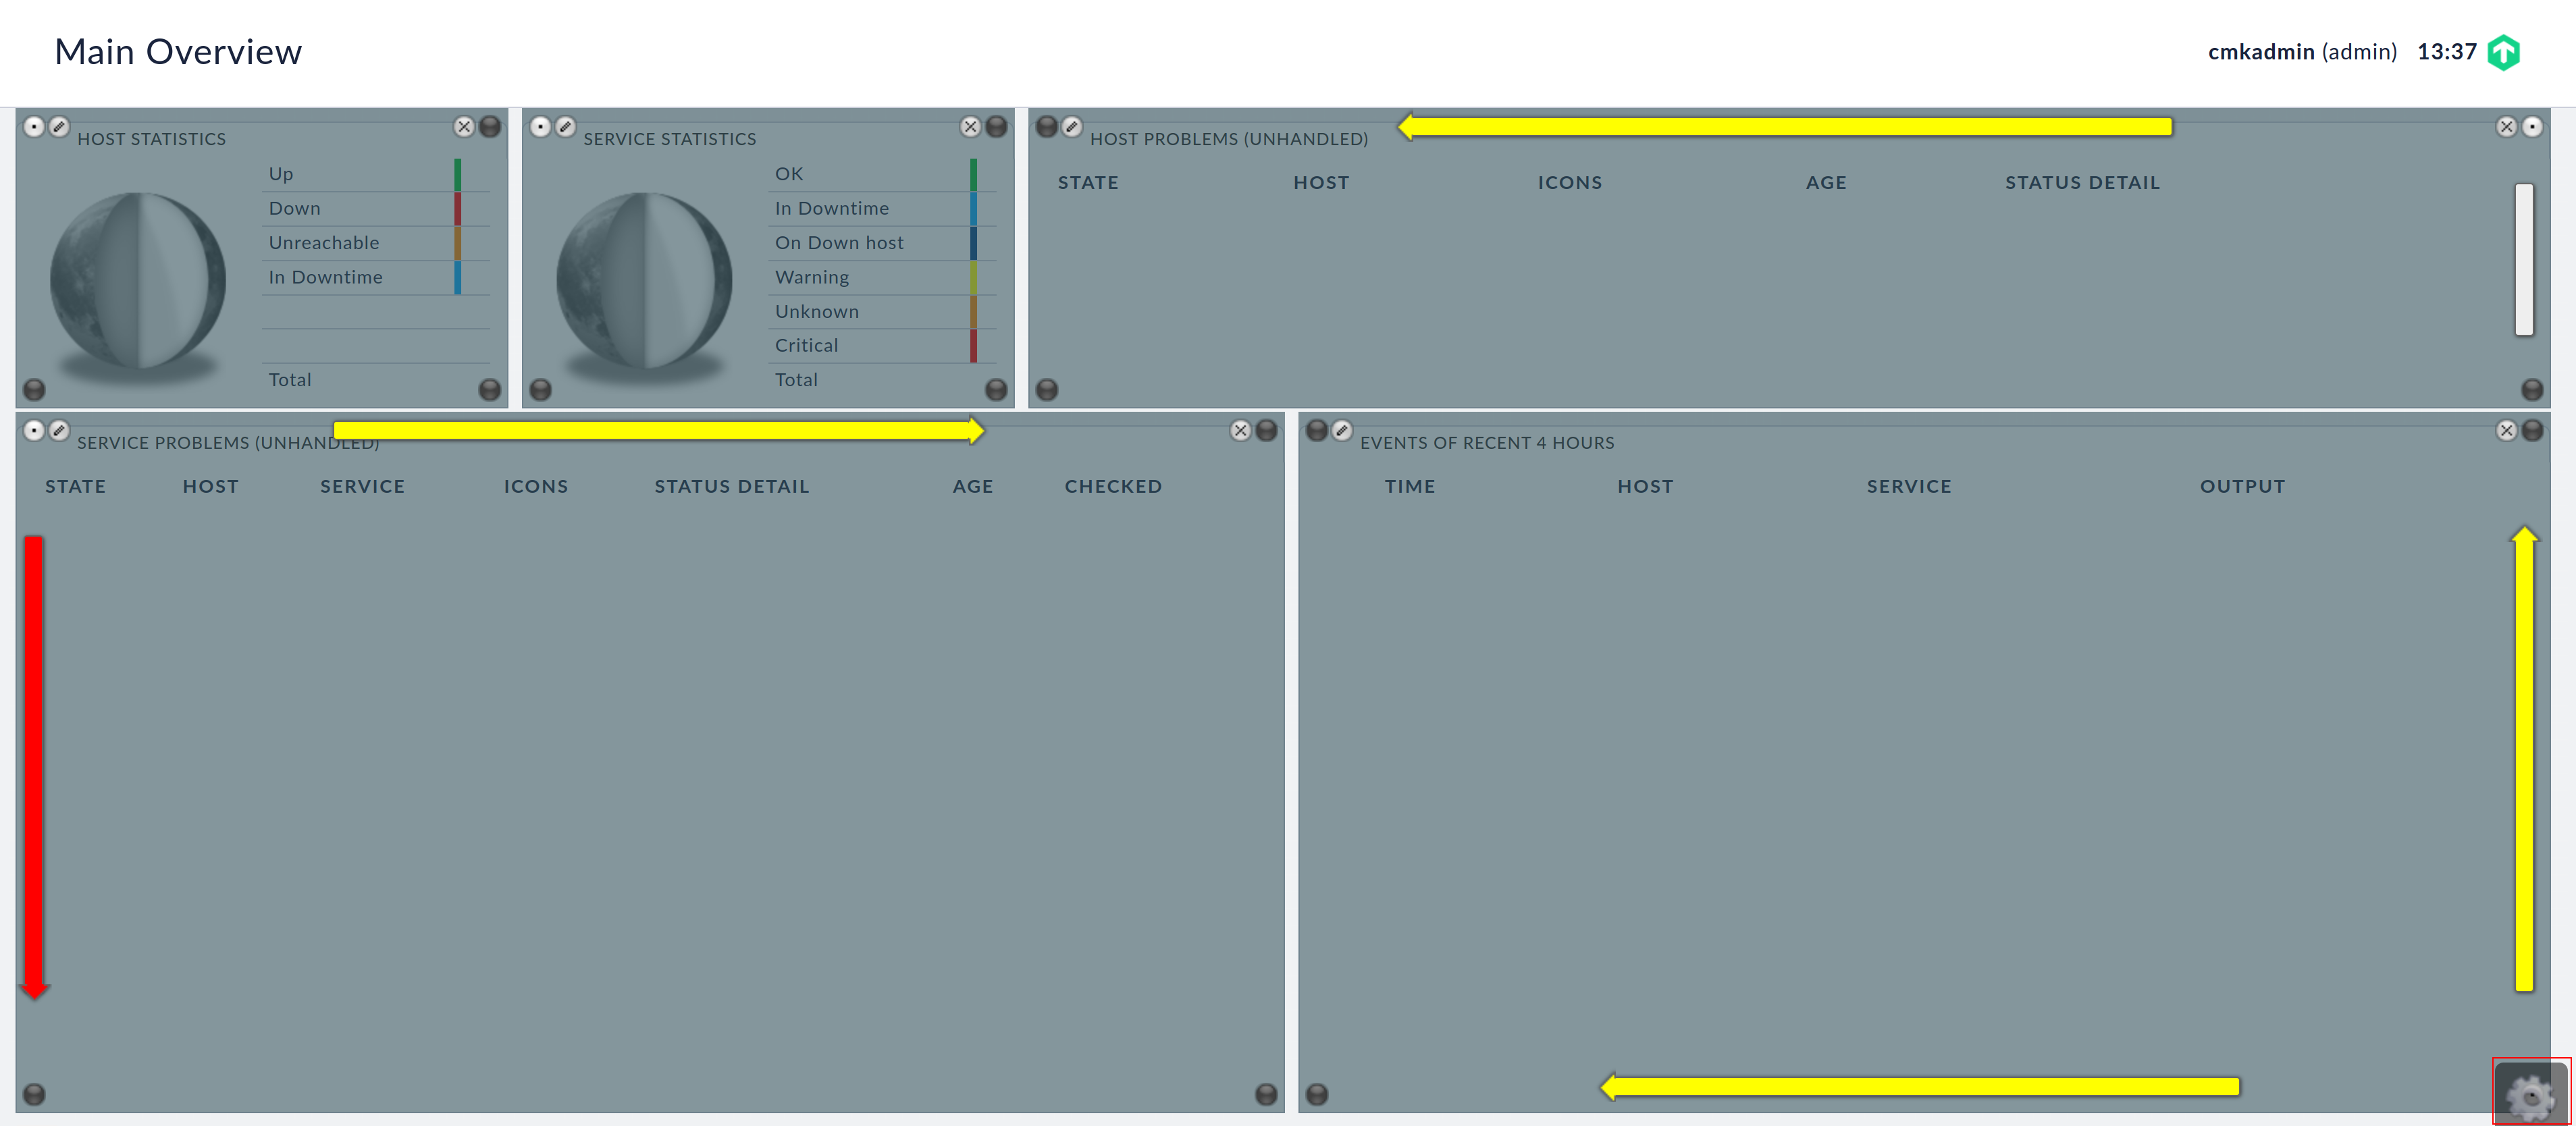 Main Overview
cmkadmin (admin) 13:37
HOST STATISTICS
Up
Down
Unreachable
In Downtime
Total
SERVICE STATISTICS
OK
In Downtime
On Down host
Warning
Unknown
Critical
Total
HOST PROBLEMS (UNHANDLED)
STATE HOST ICONS AGE STATUS DETAIL
SERVICE PROBLEMS (UNHANDLED)
STATE HOST SERVICE ICONS STATUS DETAIL AGE CHECKED
EVENTS OF RECENT 4 HOURS
TIME HOST SERVICE OUTPUT